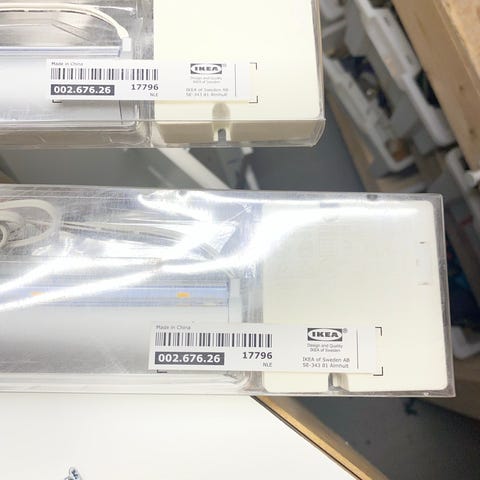 Made in China
002.676.26
17796
NLE
IKEA
Design and Quality
IKEA of Sweden
IKEA of Sweden AB
SE-343 81 Älmhult
Made in China
002.676.26
17796
NLE
IKEA
Design and Quality
IKEA of Sweden
IKEA of Sweden AB
SE-343 81 Älmhult